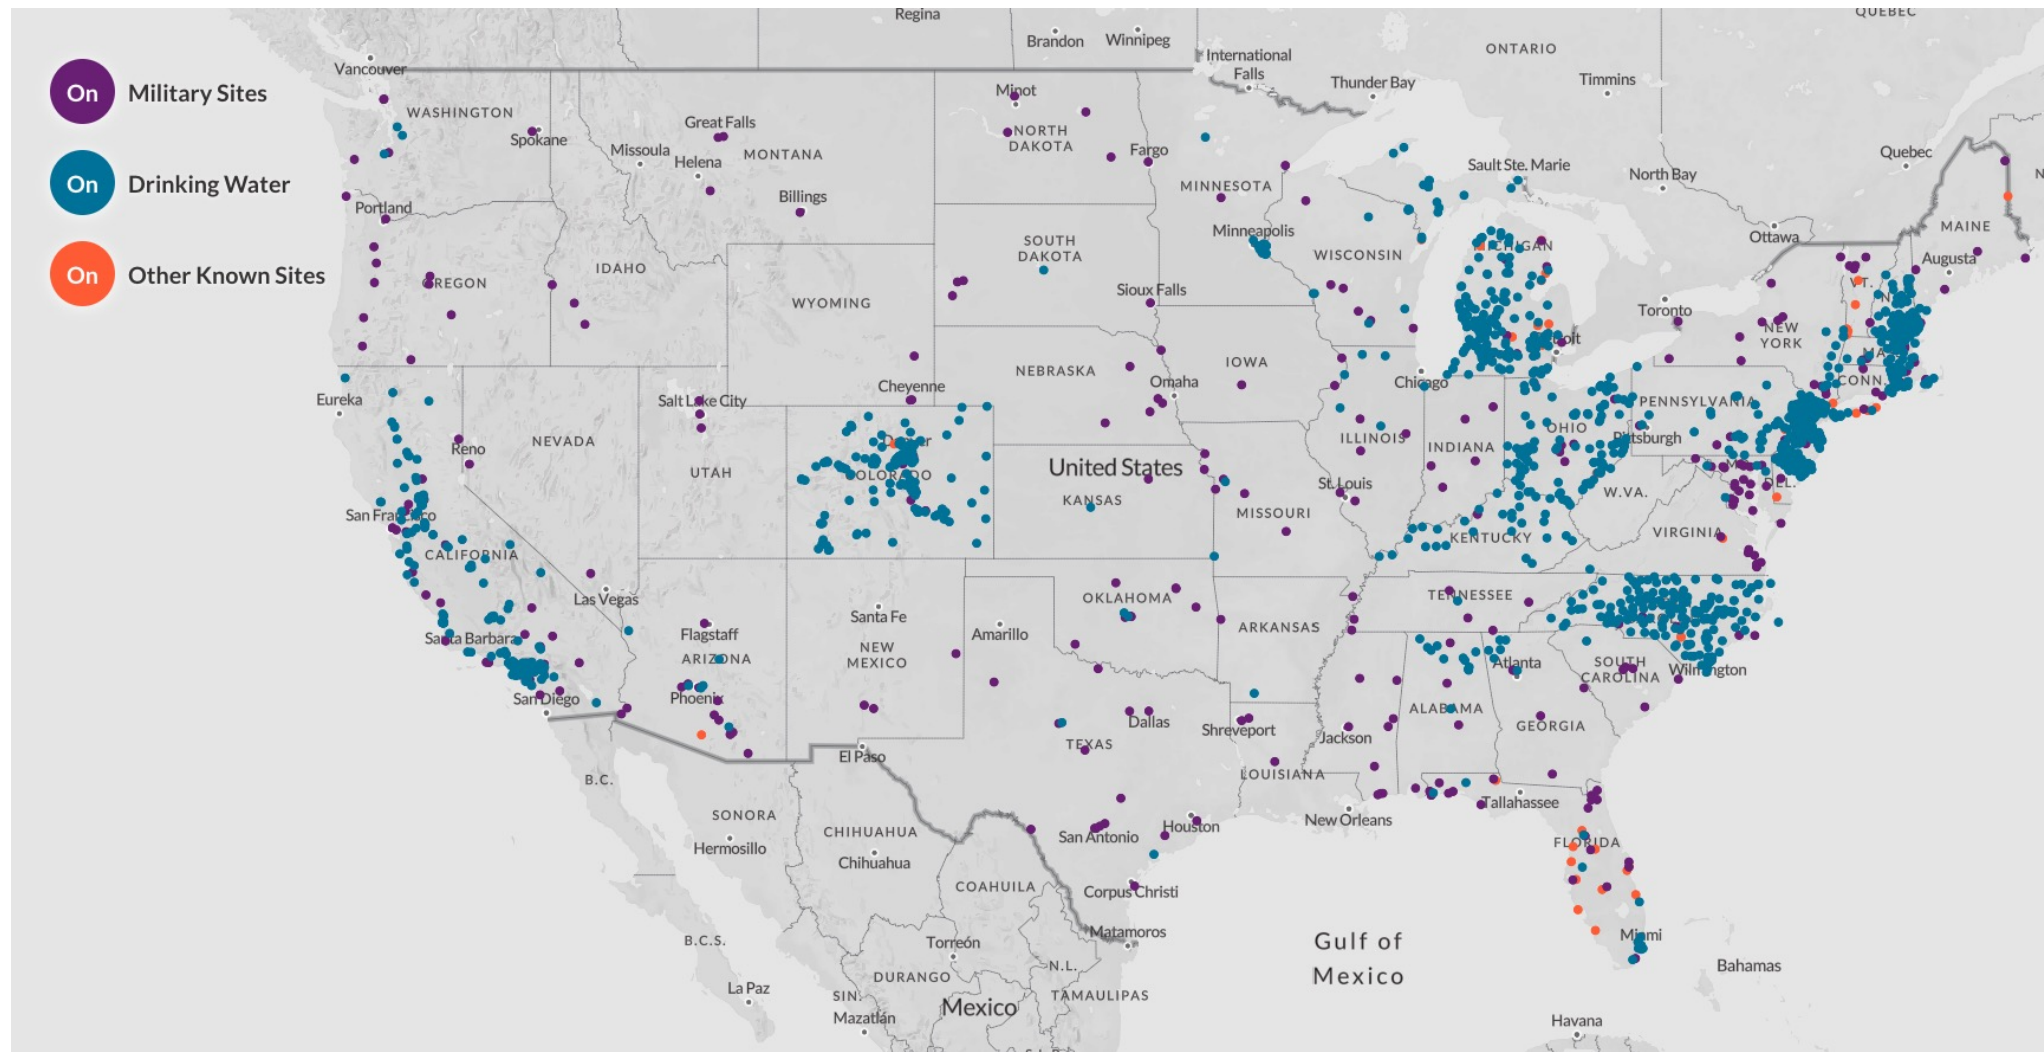 On Military Sites
On Drinking Water
On Other Known Sites
Regina
Brandon
Winnipeg
International
Falls
Thunder Bay
ONTARIO
Timmins
QUEBEC
Vancouver
WASHINGTON
Spokane
Great Falls
Missoula
Helena
MONTANA
Billings
Minot
NORTH
DAKOTA
Fargo
MINNESOTA
Sault Ste. Marie
North Bay
Quebec
N
Portland
OREGON
IDAHO
WYOMING
SOUTH
DAKOTA
Minneapolis
WISCONSIN
MICHIGAN
Ottawa
MAINE
Augusta
VT.
N
Sioux Falls
Toronto
NEW
YORK
MA
CONN.
Eureka
Reno
NEVADA
Salt Lake City
UTAH
Cheyenne
NEBRASKA
Omaha
IOWA
Chicago
PENNSYLVANIA
Denver
COLORADO
United States
KANSAS
ILLINOIS
INDIANA
OHIO
Pittsburgh
St. Louis
MISSOURI
W.VA.
DEL.
San Francisco
CALIFORNIA
KENTUCKY
VIRGINIA
Las Vegas
Santa Fe
OKLAHOMA
TENNESSEE
Santa Barbara
Flagstaff
ARIZONA
NEW
MEXICO
Amarillo
ARKANSAS
Atlanta
SOUTH
CAROLINA
Wilmington
San Diego
Phoenix
Dallas
Shreveport
ALABAMA
GEORGIA
El Paso
TEXAS
Jackson
LOUISIANA
B.C.
SONORA
Hermosillo
CHIHUAHUA
Chihuahua
San Antonio
Houston
New Orleans
Tallahassee
FLORIDA
COAHUILA
Corpus Christi
B.C.S.
Torreón
Matamoros
Gulf of
Mexico
Miami
Bahamas
La Paz
DURANGO
N.L.
SIN.
Mexico
TAMAULIPAS
Mazatlán
Havana